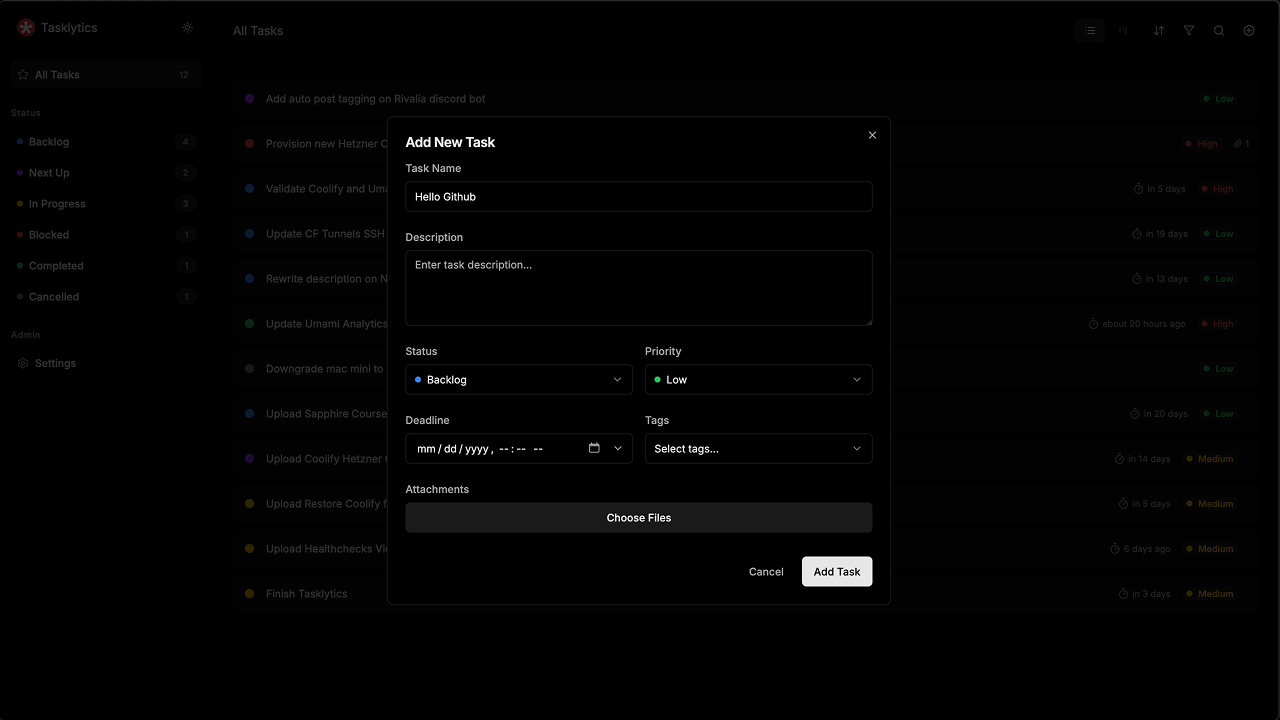 Tasklytics
All Tasks
All Tasks 12
Status
Backlog 4
Next Up 2
In Progress 3
Blocked 1
Completed 1
Cancelled 1
Admin
Settings
Add auto post tagging on Rivalia discord bot Low
Provision new Hetzner C High 1
Validate Coolify and Uma in 5 days High
Update CF Tunnels SSH in 19 days Low
Rewrite description on N in 13 days Low
Update Umami Analytics about 20 hours ago High
Downgrade mac mini to Low
Upload Sapphire Course in 20 days Low
Upload Coolify Hetzner in 14 days Medium
Upload Restore Coolify f in 5 days Medium
Upload Healthchecks Vi 6 days ago Medium
Finish Tasklytics in 3 days Medium
Add New Task
Task Name
Hello Github
Description
Enter task description...
Status Priority
Backlog Low
Deadline Tags
mm/dd/yyyy, --:-- -- Select tags...
Attachments
Choose Files
Cancel Add Task